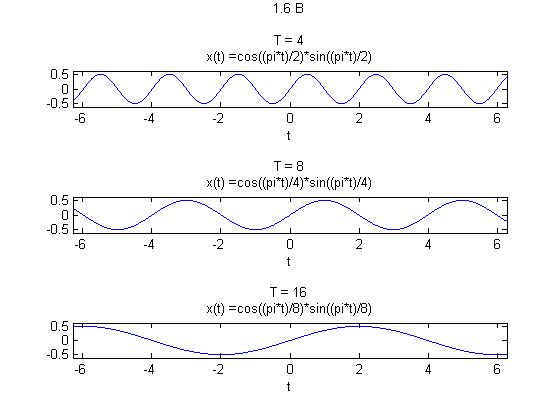 1.6 B
T = 4
x(t) =cos((pi*t)/2)*sin((pi*t)/2)
0.5
0
-0.5
-6 -4 -2 0 2 4 6
t
T = 8
x(t) =cos((pi*t)/4)*sin((pi*t)/4)
0.5
0
-0.5
-6 -4 -2 0 2 4 6
t
T = 16
x(t) =cos((pi*t)/8)*sin((pi*t)/8)
0.5
0
-0.5
-6 -4 -2 0 2 4 6
t